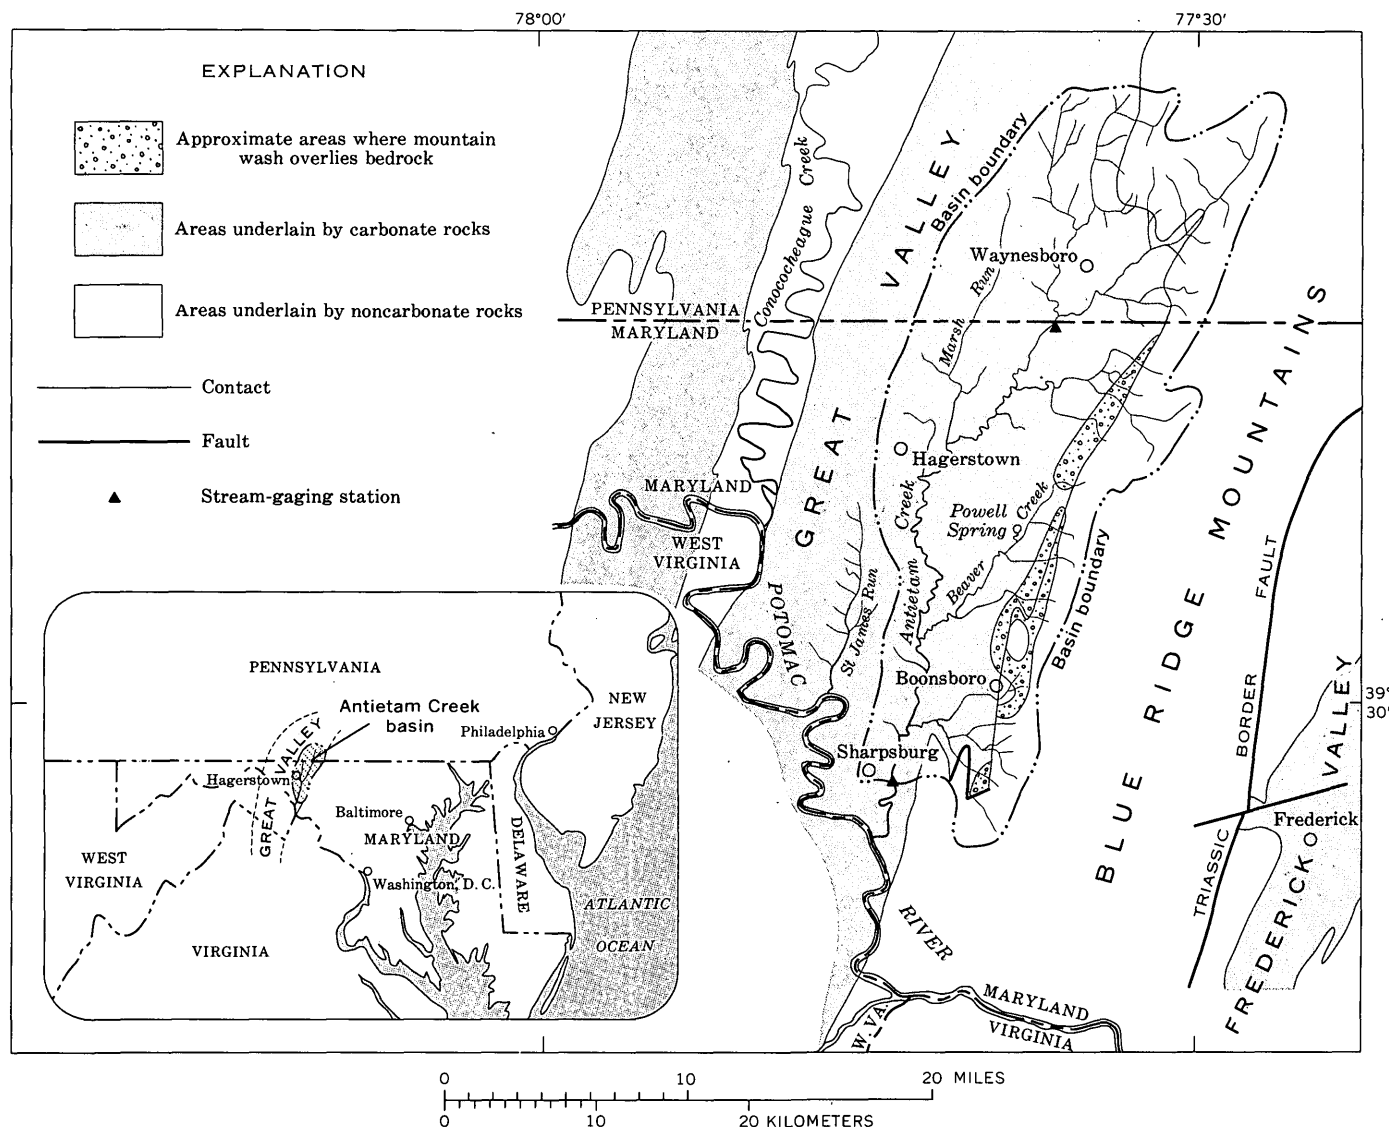 78°00′
77°30′
EXPLANATION
Approximate areas where mountain
wash overlies bedrock
Areas underlain by carbonate rocks
Areas underlain by noncarbonate rocks
Contact
Fault
Stream-gaging station
Conococheague Creek
GREAT VALLEY
Basin boundary
Waynesboro
Marsh Run
PENNSYLVANIA
MARYLAND
Hagerstown
Antietam Creek
Powell
Spring
Beaver Creek
St James Run
MARYLAND
WEST
VIRGINIA
POTOMAC
RIVER
Boonsboro
Basin boundary
Sharpsburg
BLUE RIDGE MOUNTAINS
TRIASSIC BORDER FAULT
39°
30′
Frederick
FREDERICK VALLEY
MARYLAND
VIRGINIA
W. VA.
PENNSYLVANIA
Antietam Creek
basin
NEW
JERSEY
Philadelphia
GREAT VALLEY
Hagerstown
Baltimore
MARYLAND
DELAWARE
WEST
VIRGINIA
Washington, D. C.
ATLANTIC
OCEAN
VIRGINIA
0 10 20 MILES
0 10 20 KILOMETERS